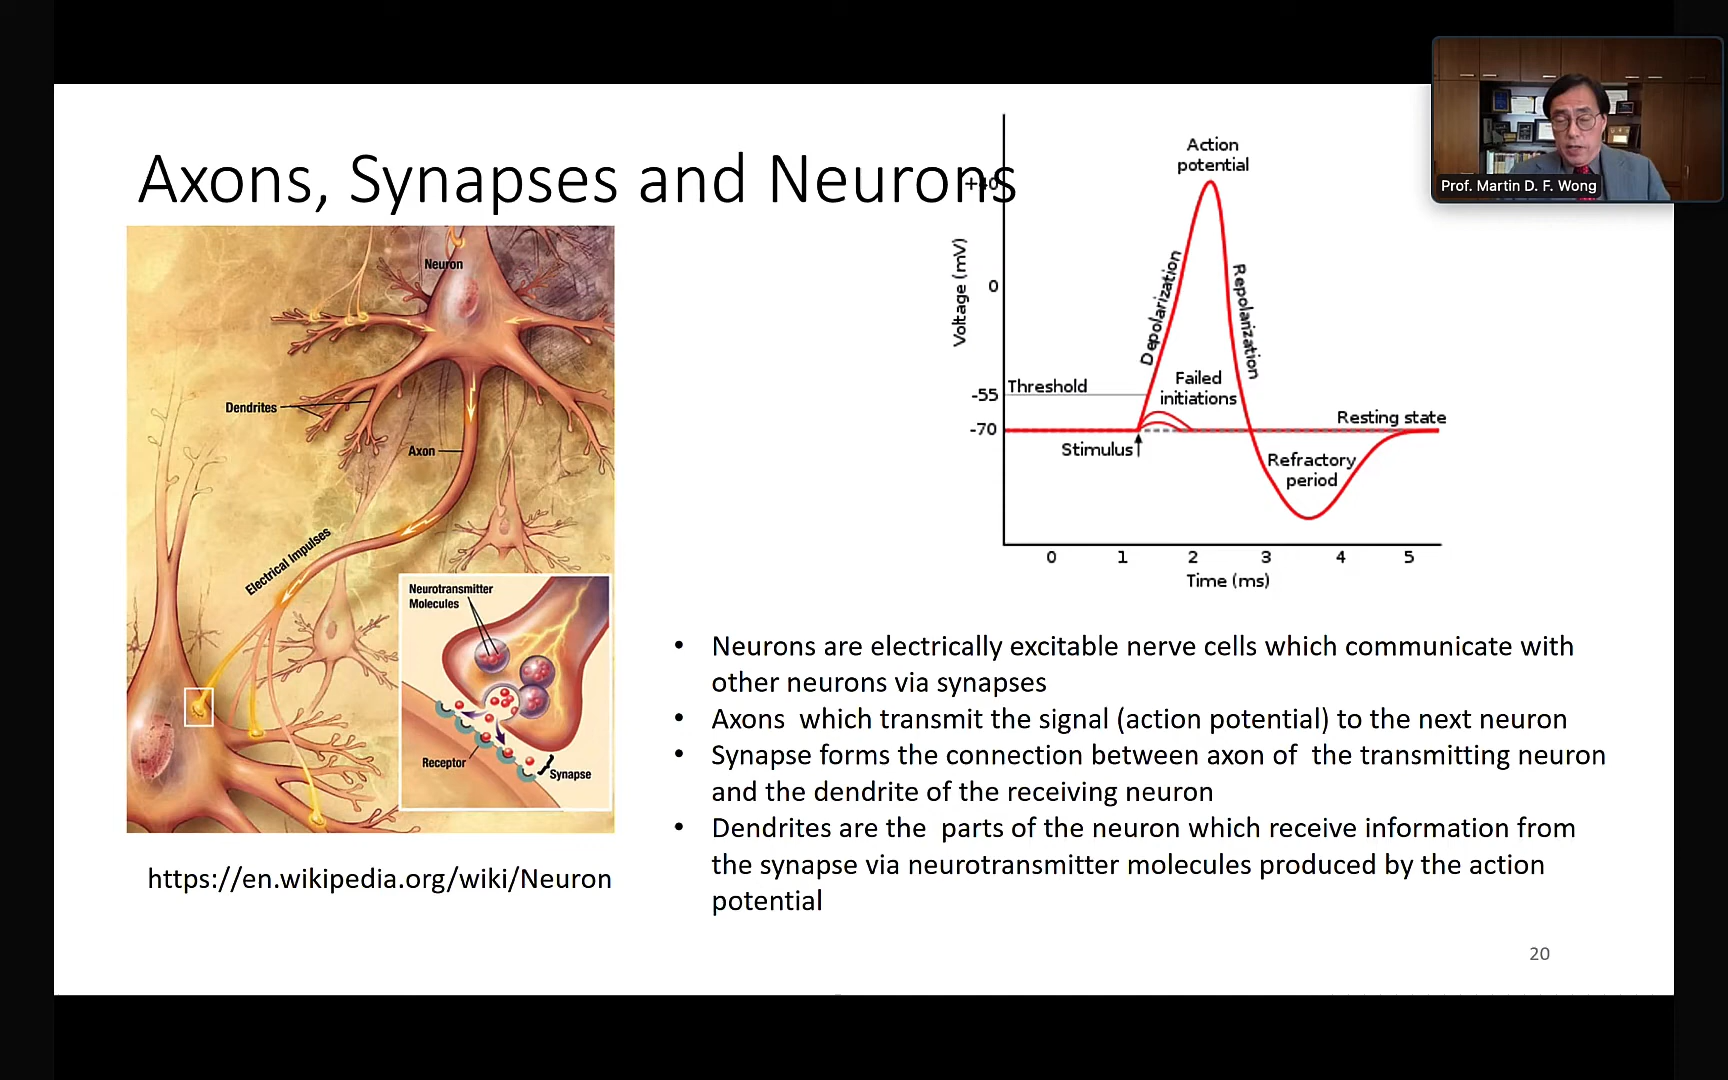 Prof. Martin D. F. Wong
Axons, Synapses and Neurons
Neuron
Dendrites
Axon
Electrical Impulses
Neurotransmitter
Molecules
Receptor
Synapse
https://en.wikipedia.org/wiki/Neuron
Action
potential
+40
Voltage (mV)
0
Depolarization
Repolarization
Threshold
-55
Failed
initiations
-70
Resting state
Stimulus
Refractory
period
0 1 2 3 4 5
Time (ms)
• Neurons are electrically excitable nerve cells which communicate with
other neurons via synapses
• Axons  which transmit the signal (action potential) to the next neuron
• Synapse forms the connection between axon of  the transmitting neuron
and the dendrite of the receiving neuron
• Dendrites are the  parts of the neuron which receive information from
the synapse via neurotransmitter molecules produced by the action
potential
20